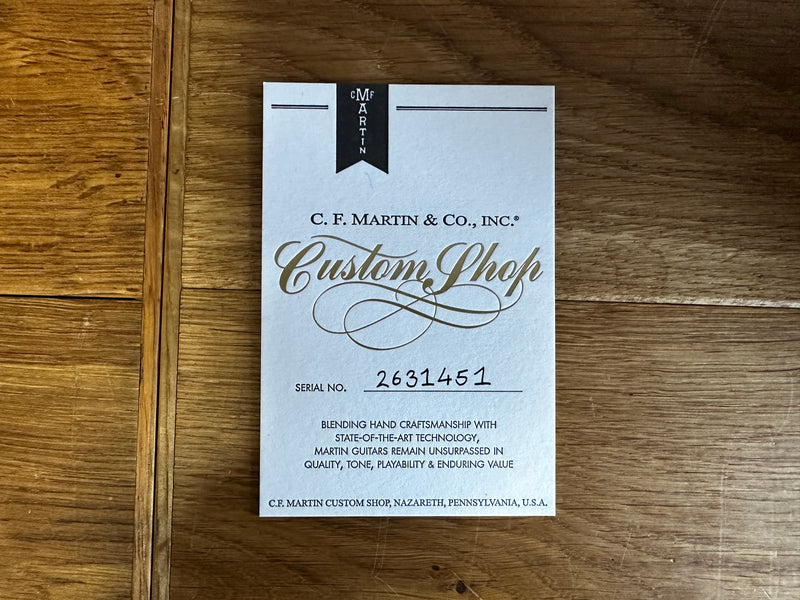 CMF
MARTIN
C. F. MARTIN & CO., INC.®
Custom Shop
SERIAL NO. 2631451
BLENDING HAND CRAFTSMANSHIP WITH
STATE-OF-THE-ART TECHNOLOGY,
MARTIN GUITARS REMAIN UNSURPASSED IN
QUALITY, TONE, PLAYABILITY & ENDURING VALUE
C.F. MARTIN CUSTOM SHOP, NAZARETH, PENNSYLVANIA, U.S.A.